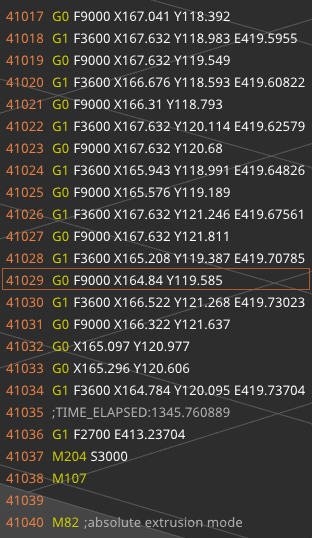 41017 G0 F9000 X167.041 Y118.392
41018 G1 F3600 X167.632 Y118.983 E419.5955
41019 G0 F9000 X167.632 Y119.549
41020 G1 F3600 X166.676 Y118.593 E419.60822
41021 G0 F9000 X166.31 Y118.793
41022 G1 F3600 X167.632 Y120.114 E419.62579
41023 G0 F9000 X167.632 Y120.68
41024 G1 F3600 X165.943 Y118.991 E419.64826
41025 G0 F9000 X165.576 Y119.189
41026 G1 F3600 X167.632 Y121.246 E419.67561
41027 G0 F9000 X167.632 Y121.811
41028 G1 F3600 X165.208 Y119.387 E419.70785
41029 G0 F9000 X164.84 Y119.585
41030 G1 F3600 X166.522 Y121.268 E419.73023
41031 G0 F9000 X166.322 Y121.637
41032 G0 X165.097 Y120.977
41033 G0 X165.296 Y120.606
41034 G1 F3600 X164.784 Y120.095 E419.73704
41035 ;TIME_ELAPSED:1345.760889
41036 G1 F2700 E413.23704
41037 M204 S3000
41038 M107
41039
41040 M82 ;absolute extrusion mode